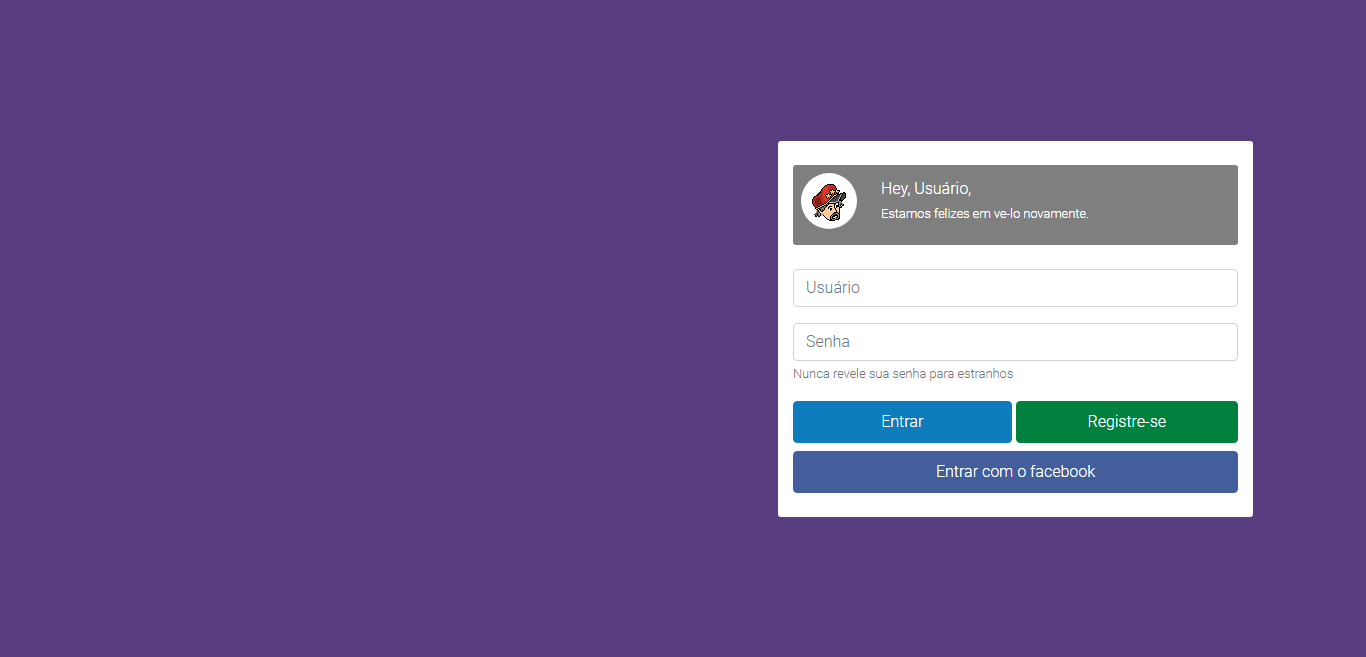 Hey, Usuário,
Estamos felizes em ve-lo novamente.
Usuário
Senha
Nunca revele sua senha para estranhos
Entrar
Registre-se
Entrar com o facebook